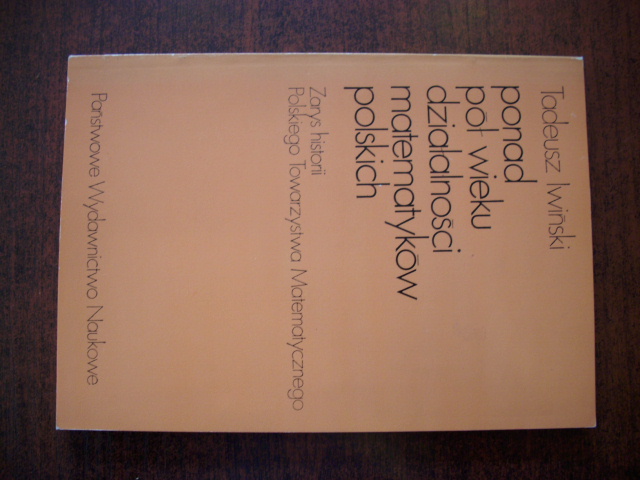 Tadeusz Iwiński
ponad
pół wieku
działalności
matematyków
polskich
Zarys historii
Polskiego Towarzystwa Matematycznego
Państwowe Wydawnictwo Naukowe